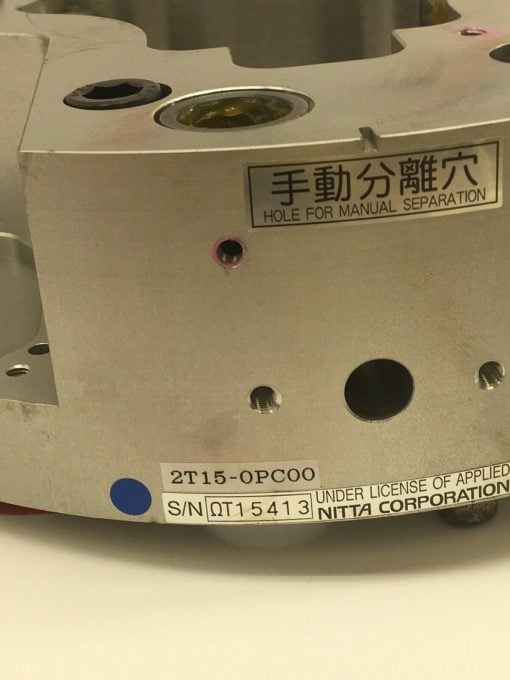 手動分離穴
HOLE FOR MANUAL SEPARATION
2T15-0PC00
S/N ΩT15413
UNDER LICENSE OF APPLIED
NITTA CORPORATION